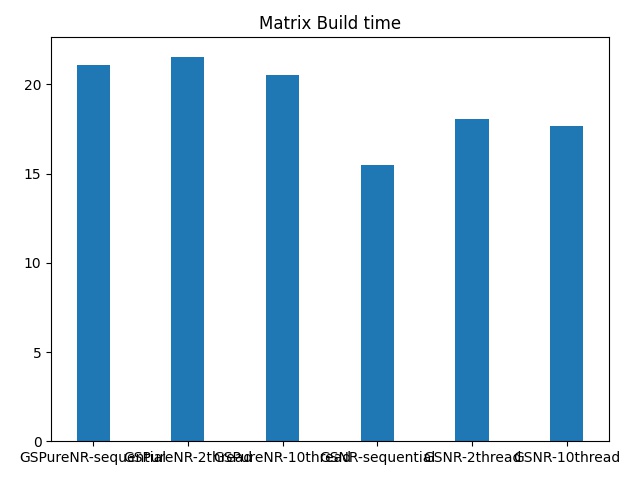 Matrix Build time
20
15
10
5
0
GSPureNR-sequential GSPureNR-2thread GSPureNR-10thread GSNR-sequential GSNR-2thread GSNR-10thread